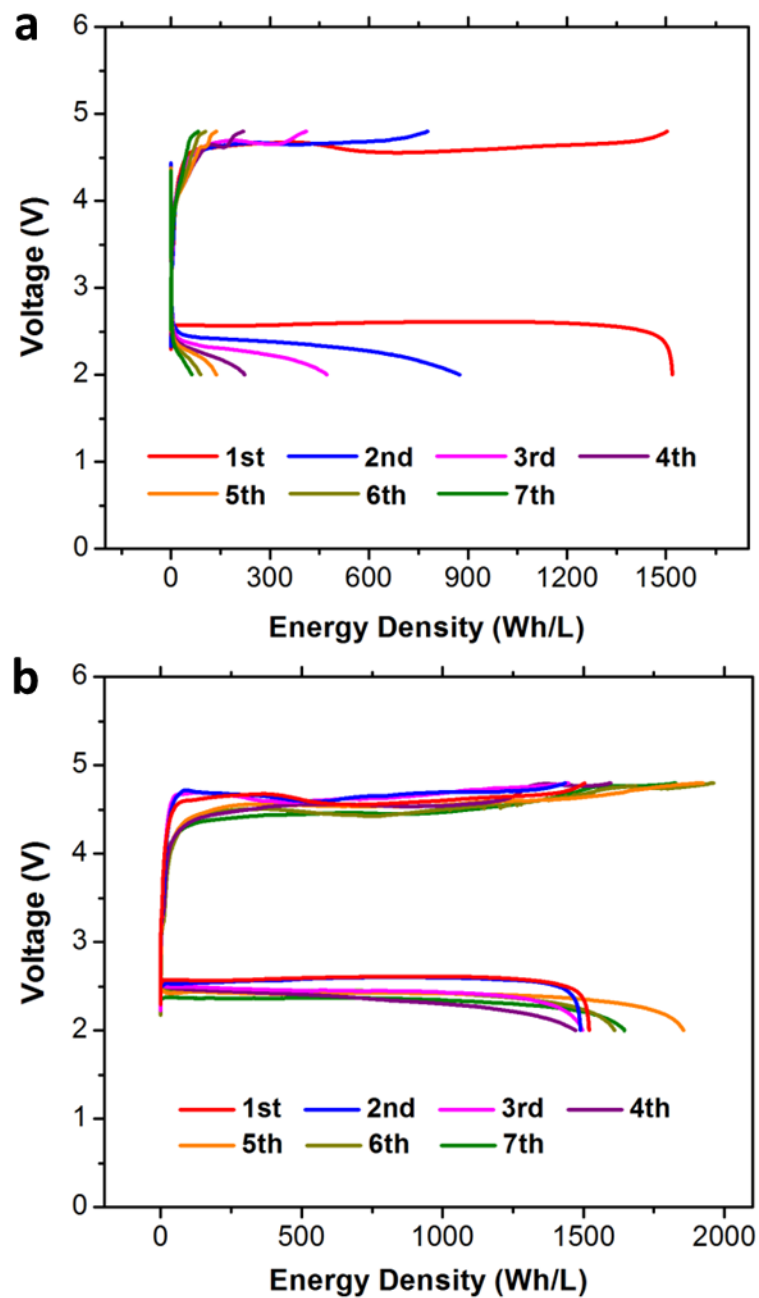 a
6
5
4
3
2
1
0
Voltage (V)
1st 2nd 3rd 4th
5th 6th 7th
0 300 600 900 1200 1500
Energy Density (Wh/L)
b
6
5
4
3
2
1
0
Voltage (V)
1st 2nd 3rd 4th
5th 6th 7th
0 500 1000 1500 2000
Energy Density (Wh/L)